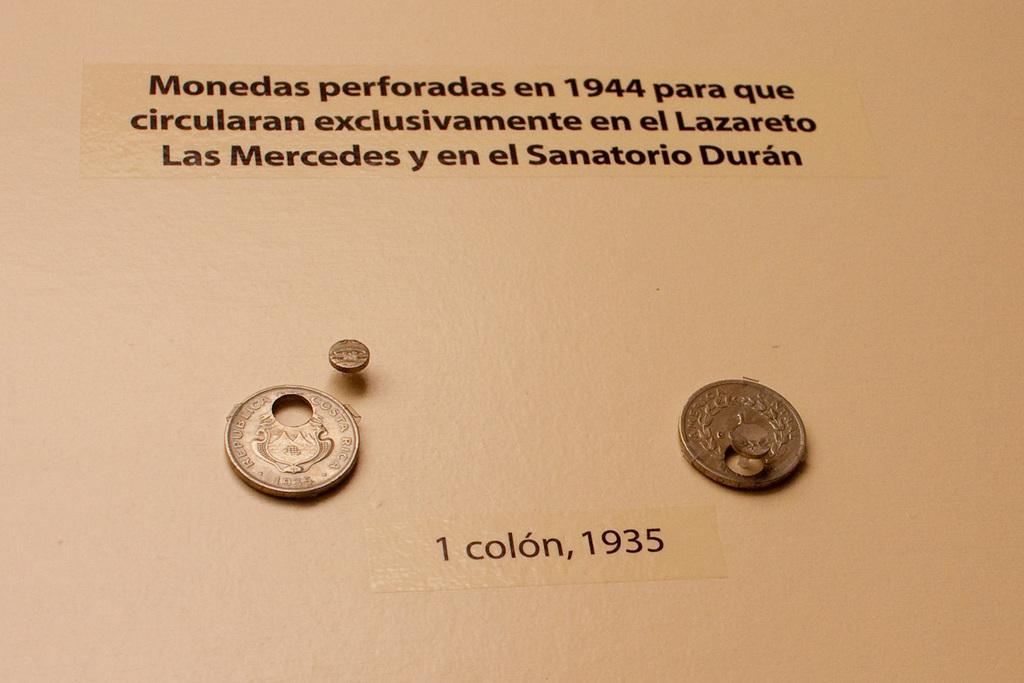 Monedas perforadas en 1944 para que
circularan exclusivamente en el Lazareto
Las Mercedes y en el Sanatorio Durán
REPUBLICA COSTA RICA
1935
1 colón, 1935